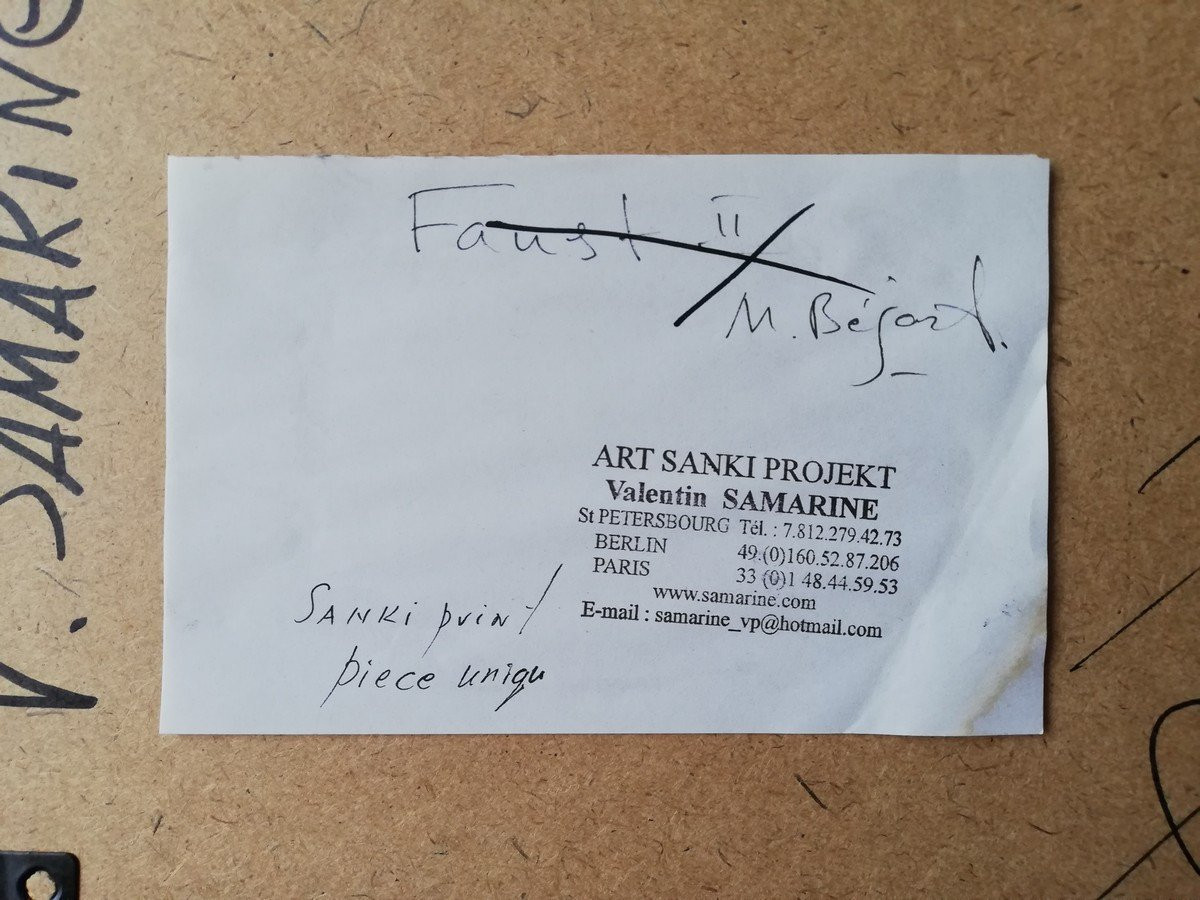 Faust II
M. Béjart.
ART SANKI PROJEKT
Valentin SAMARINE
St PETERSBOURG Tél. : 7.812.279.42.73
BERLIN 49.(0)160.52.87.206
PARIS 33 (0)1 48.44.59.53
www.samarine.com
E-mail : samarine_vp@hotmail.com
SANKI print
piece uniqu
V. SAMARIN